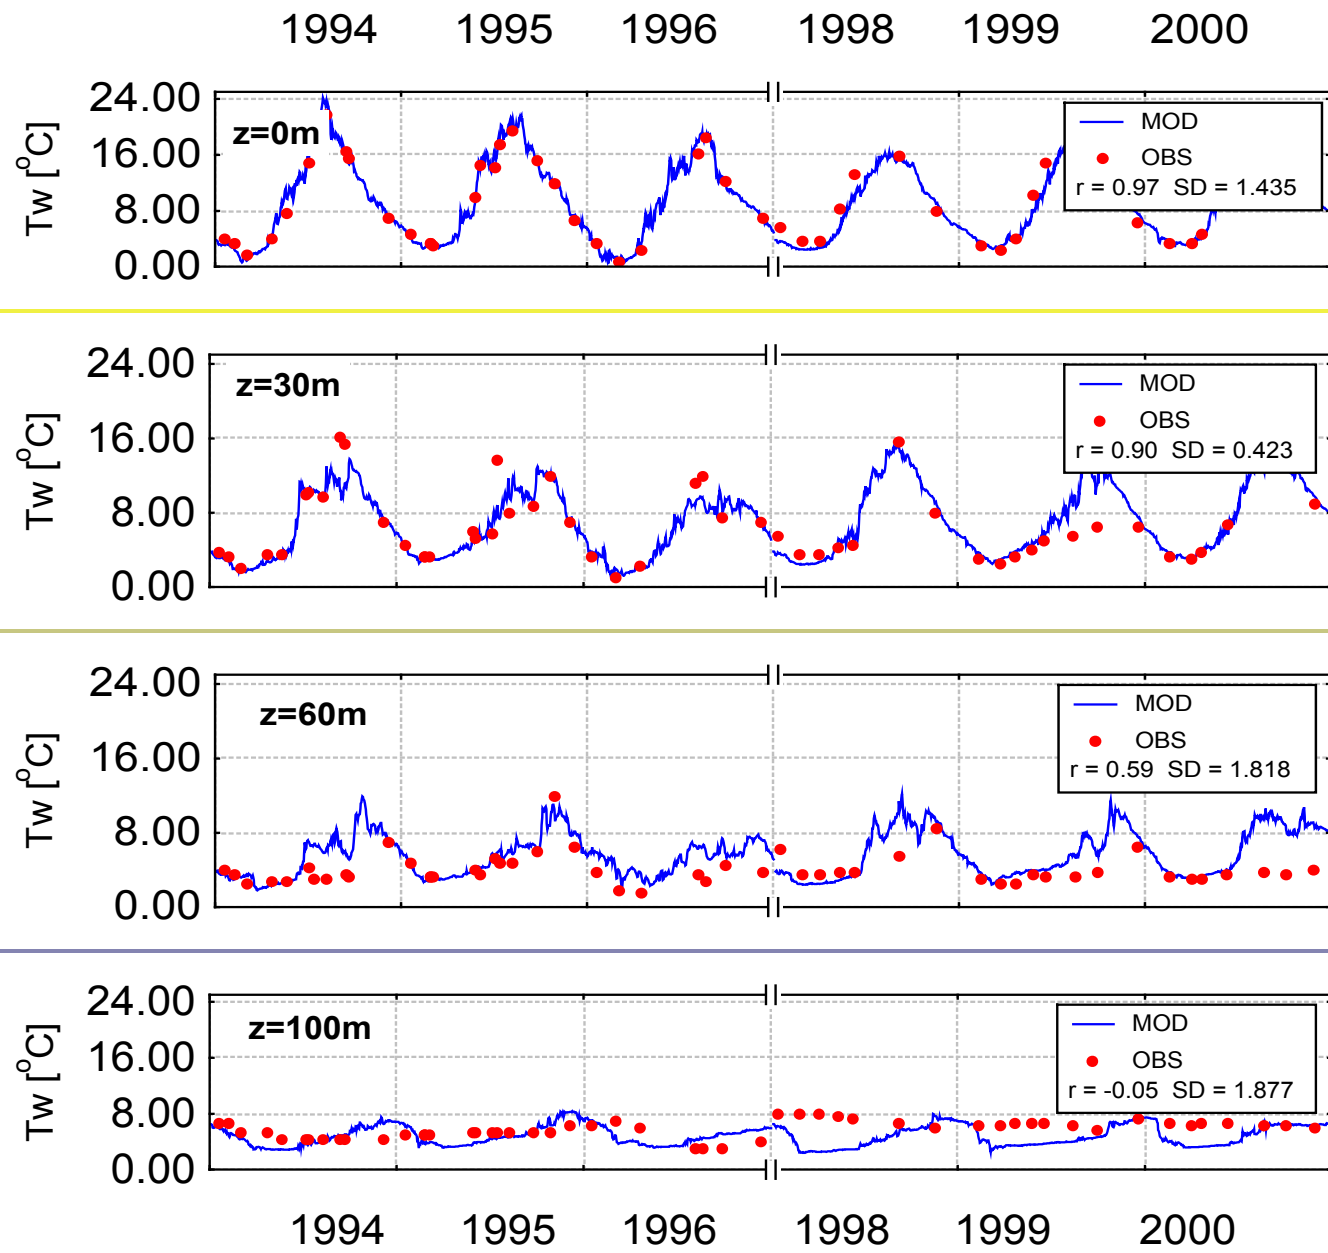 1994 1995 1996 1998 1999 2000
24.00
16.00
8.00
0.00
Tw [°C]
z=0m
MOD
OBS
r = 0.97 SD = 1.435
24.00
16.00
8.00
0.00
Tw [°C]
z=30m
MOD
OBS
r = 0.90 SD = 0.423
24.00
16.00
8.00
0.00
Tw [°C]
z=60m
MOD
OBS
r = 0.59 SD = 1.818
24.00
16.00
8.00
0.00
Tw [°C]
z=100m
MOD
OBS
r = -0.05 SD = 1.877
1994 1995 1996 1998 1999 2000